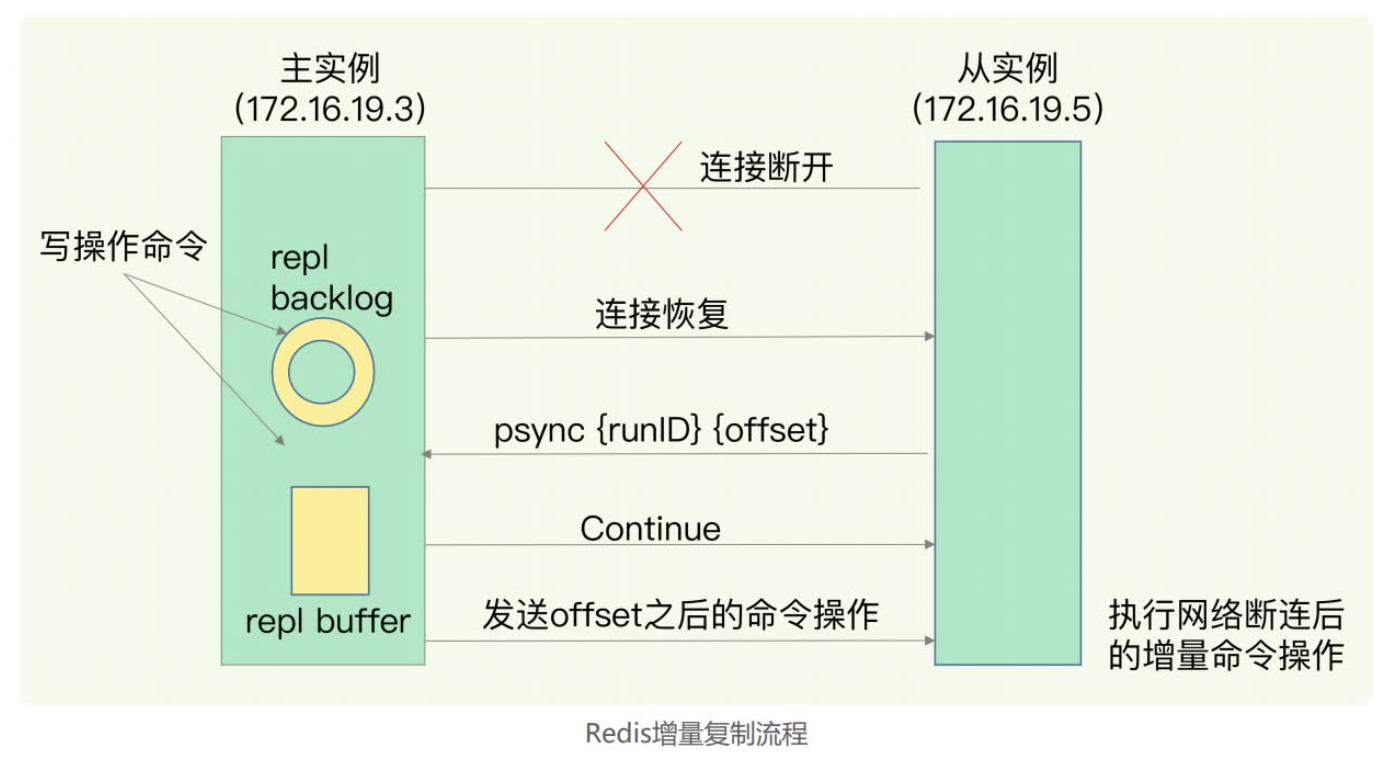 主实例
(172.16.19.3)
从实例
(172.16.19.5)
连接断开
写操作命令
repl
backlog
连接恢复
psync {runID} {offset}
Continue
repl buffer
发送offset之后的命令操作
执行网络断连后
的增量命令操作
Redis增量复制流程